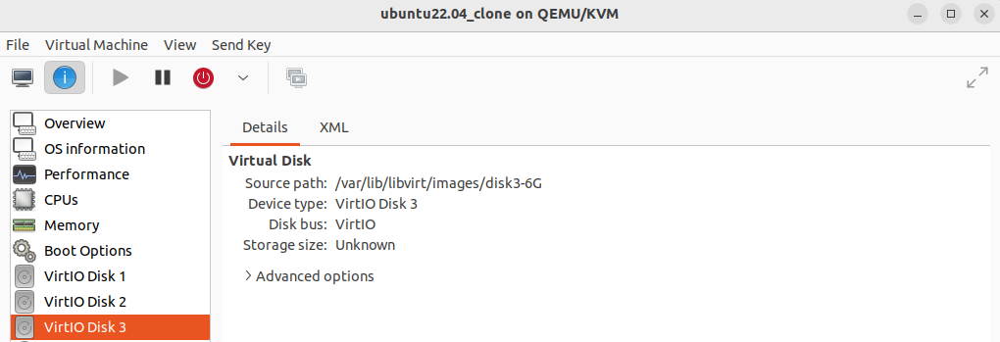 ubuntu22.04_clone on QEMU/KVM
File Virtual Machine View Send Key
Overview
OS information
Performance
CPUs
Memory
Boot Options
VirtIO Disk 1
VirtIO Disk 2
VirtIO Disk 3
Details XML
Virtual Disk
Source path: /var/lib/libvirt/images/disk3-6G
Device type: VirtIO Disk 3
Disk bus: VirtIO
Storage size: Unknown
Advanced options